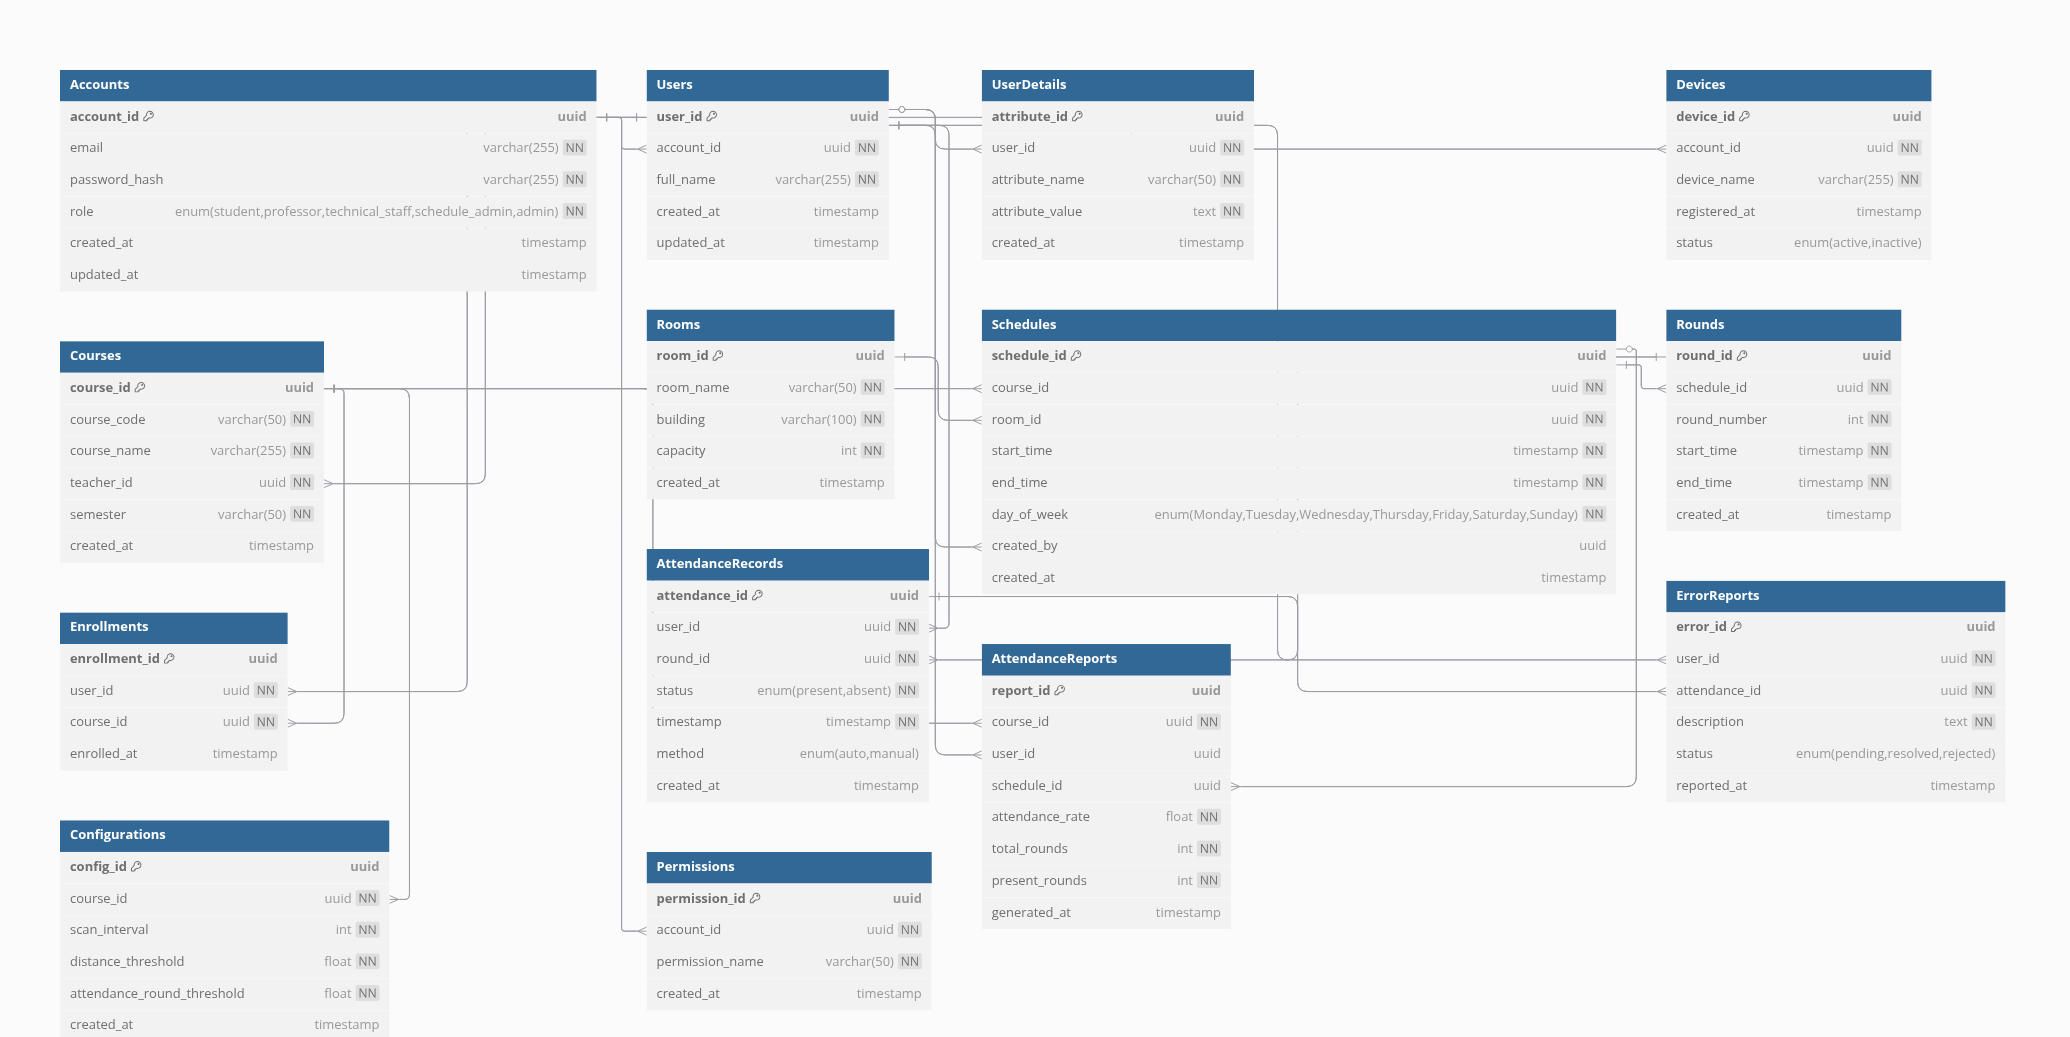 Accounts
account_id uuid
email varchar(255) NN
password_hash varchar(255) NN
role enum(student,professor,technical_staff,schedule_admin,admin) NN
created_at timestamp
updated_at timestamp
Users
user_id uuid
account_id uuid NN
full_name varchar(255) NN
created_at timestamp
updated_at timestamp
UserDetails
attribute_id uuid
user_id uuid NN
attribute_name varchar(50) NN
attribute_value text NN
created_at timestamp
Devices
device_id uuid
account_id uuid NN
device_name varchar(255) NN
registered_at timestamp
status enum(active,inactive)
Courses
course_id uuid
course_code varchar(50) NN
course_name varchar(255) NN
teacher_id uuid NN
semester varchar(50) NN
created_at timestamp
Rooms
room_id uuid
room_name varchar(50) NN
building varchar(100) NN
capacity int NN
created_at timestamp
Schedules
schedule_id uuid
course_id uuid NN
room_id uuid NN
start_time timestamp NN
end_time timestamp NN
day_of_week enum(Monday,Tuesday,Wednesday,Thursday,Friday,Saturday,Sunday) NN
created_by uuid
created_at timestamp
Rounds
round_id uuid
schedule_id uuid NN
round_number int NN
start_time timestamp NN
end_time timestamp NN
created_at timestamp
Enrollments
enrollment_id uuid
user_id uuid NN
course_id uuid NN
enrolled_at timestamp
AttendanceRecords
attendance_id uuid
user_id uuid NN
round_id uuid NN
status enum(present,absent) NN
timestamp timestamp NN
method enum(auto,manual)
created_at timestamp
AttendanceReports
report_id uuid
course_id uuid NN
user_id uuid
schedule_id uuid
attendance_rate float NN
total_rounds int NN
present_rounds int NN
generated_at timestamp
ErrorReports
error_id uuid
user_id uuid NN
attendance_id uuid NN
description text NN
status enum(pending,resolved,rejected)
reported_at timestamp
Configurations
config_id uuid
course_id uuid NN
scan_interval int NN
distance_threshold float NN
attendance_round_threshold float NN
created_at timestamp
Permissions
permission_id uuid
account_id uuid NN
permission_name varchar(50) NN
created_at timestamp